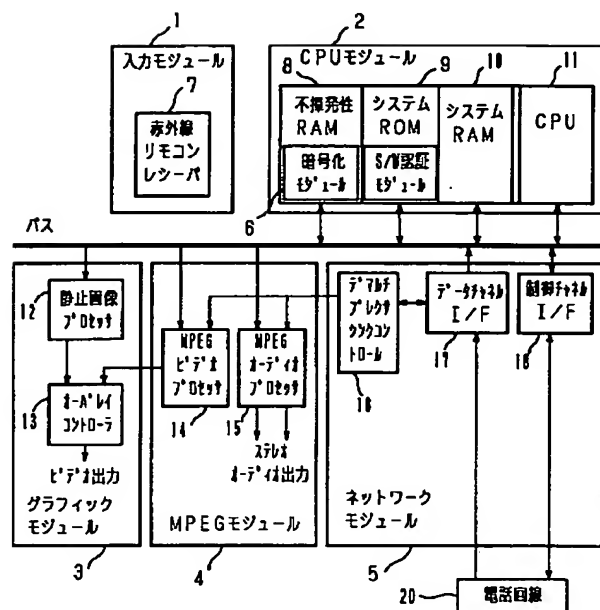 1
入力モジュール
7
赤外線
リモコン
レシーバ
2
CPUモジュール
8
9
10
11
不揮発性
RAM
暗号化
モジュール
システム
ROM
S/W認証
モジュール
システム
RAM
CPU
6
バス
12
静止画像
プロセッサ
13
オーバレイ
コントローラ
ビデオ出力
グラフィック
モジュール
3
MPEG
ビデオ
プロセッサ
14
MPEG
オーディオ
プロセッサ
15
ステレオ
オーディオ出力
MPEGモジュール
4
デマルチ
プレクサ
シンクコン
トロール
16
データチャネル
I/F
17
制御チャネル
I/F
18
ネットワーク
モジュール
5
20
電話回線